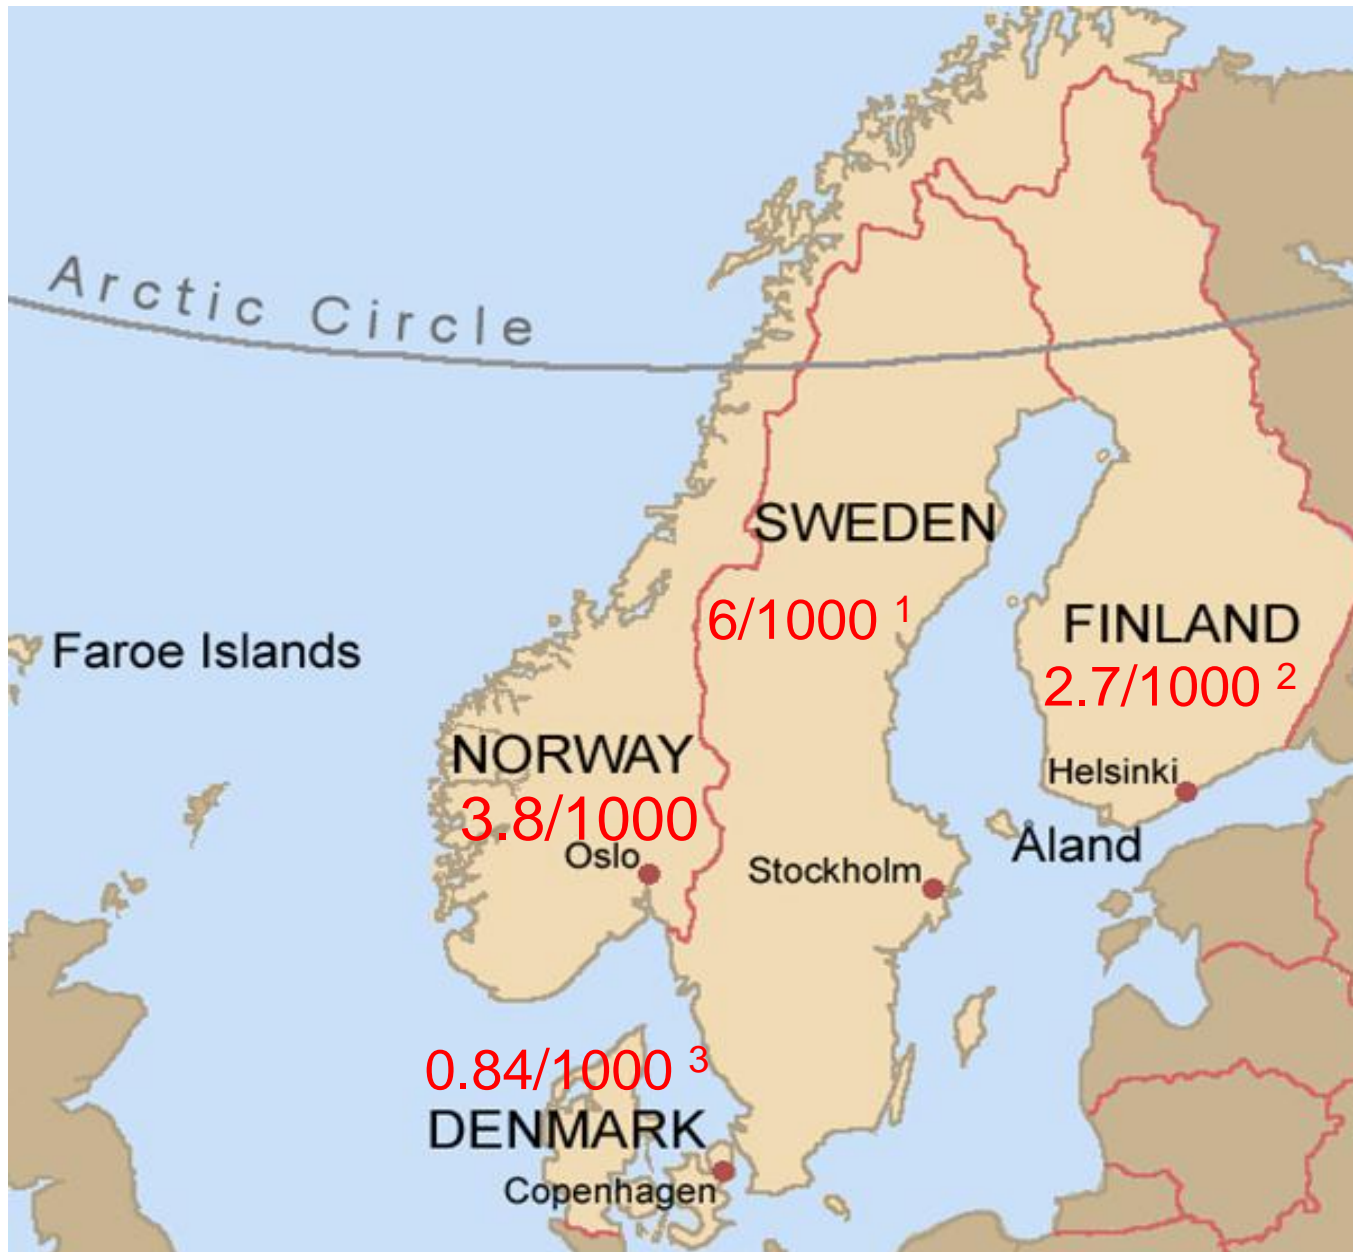 Arctic Circle
SWEDEN
6/1000 ¹
FINLAND
2.7/1000 ²
Faroe Islands
NORWAY
3.8/1000
Helsinki
Oslo
Åland
Stockholm
0.84/1000 ³
DENMARK
Copenhagen